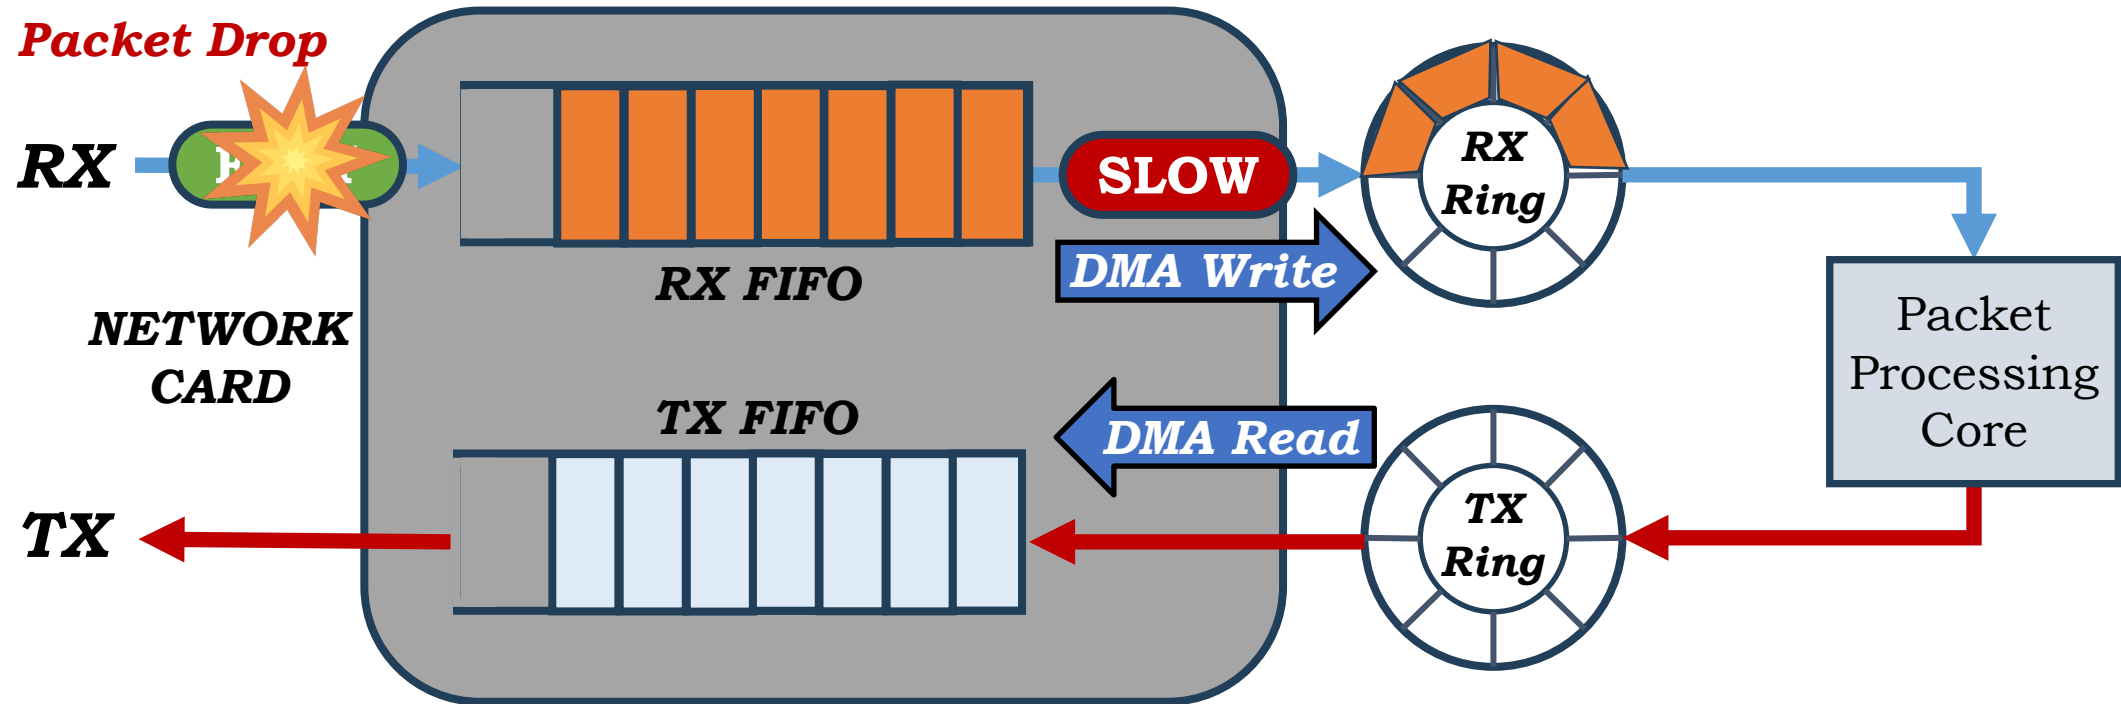 Packet Drop
RX
SLOW
RX
Ring
RX FIFO
DMA Write
NETWORK
CARD
Packet
Processing
Core
TX FIFO
DMA Read
TX
TX
Ring